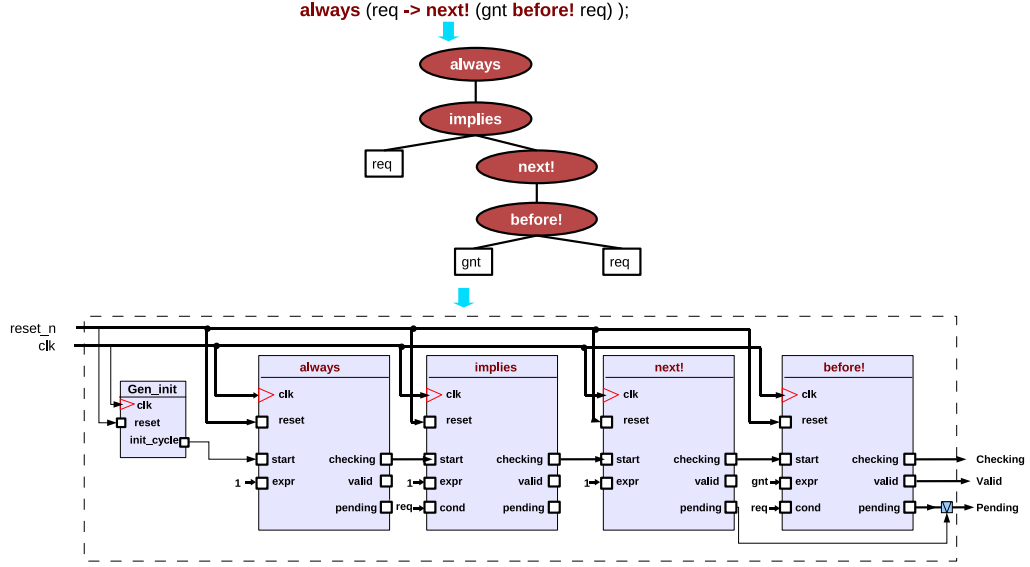 always (req -> next! (gnt before! req) );
always
implies
req
next!
before!
gnt
req
reset_n
clk
Gen_init
clk
reset
init_cycle
always
clk
reset
start
checking
1
expr
valid
pending
implies
clk
reset
start
checking
1
expr
valid
req
cond
pending
next!
clk
reset
start
checking
1
expr
valid
pending
before!
clk
reset
start
checking
gnt
expr
valid
req
cond
pending
V
Checking
Valid
Pending